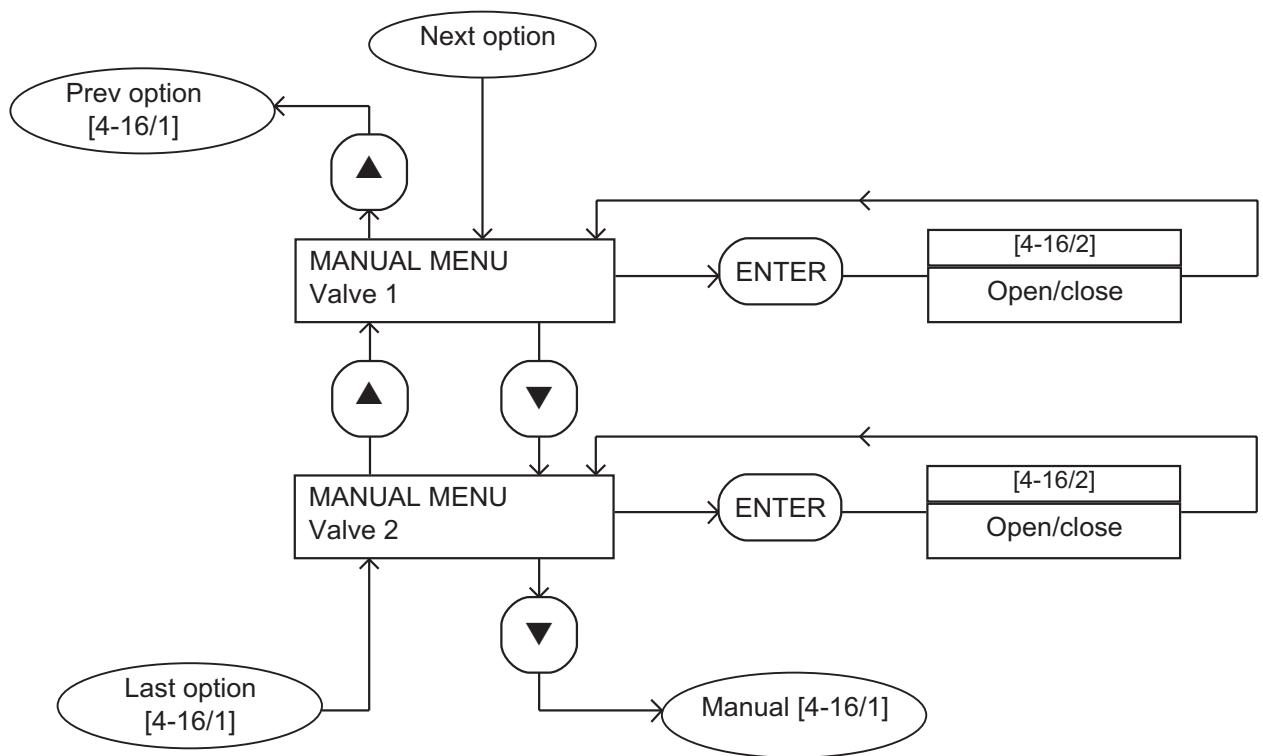 Next option
Prev option
[4-16/1]
MANUAL MENU
Valve 1
ENTER
[4-16/2]
Open/close
MANUAL MENU
Valve 2
ENTER
[4-16/2]
Open/close
Last option
[4-16/1]
Manual [4-16/1]